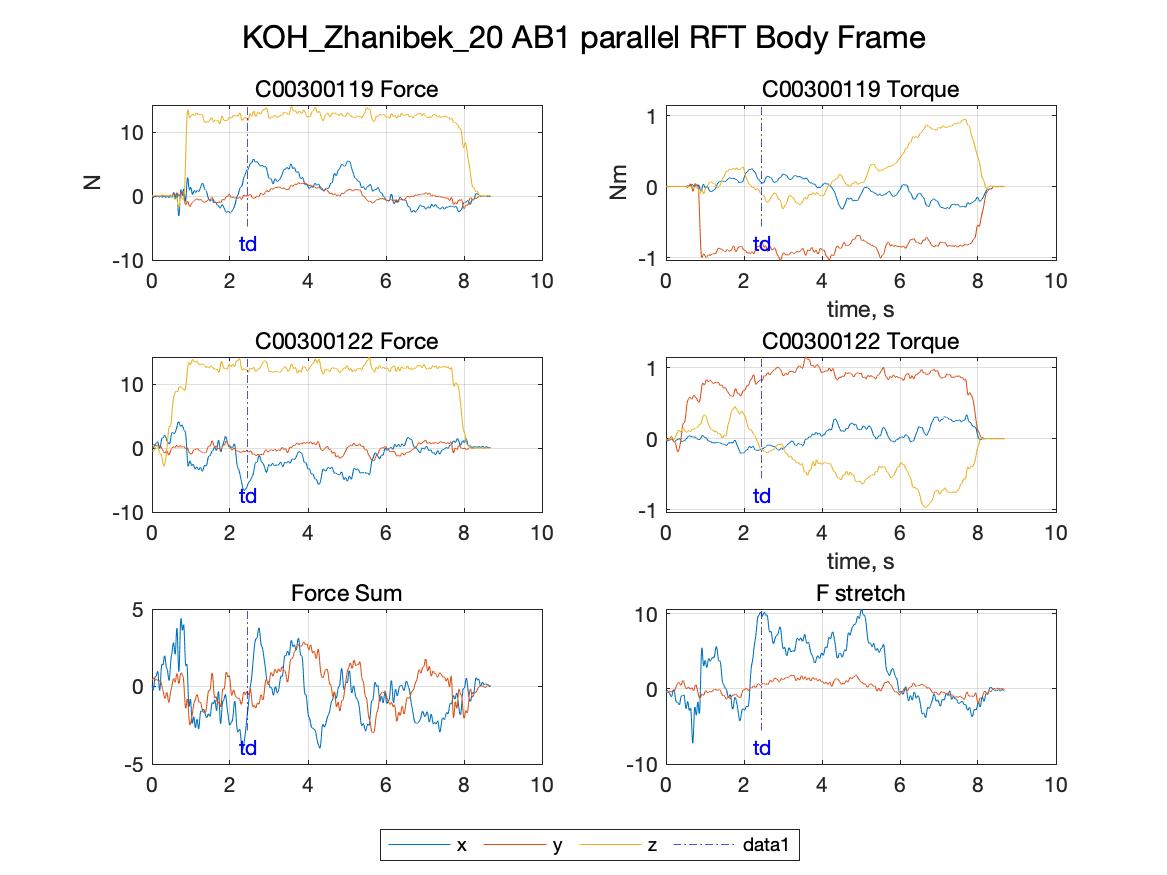 KOH_Zhanibek_20 AB1 parallel RFT Body Frame
C00300119 Force
10
0
-10
N
td
0 2 4 6 8 10
C00300119 Torque
1
0
-1
Nm
td
0 2 4 6 8 10
time, s
C00300122 Force
10
0
-10
td
0 2 4 6 8 10
C00300122 Torque
1
0
-1
td
0 2 4 6 8 10
time, s
Force Sum
5
0
-5
td
0 2 4 6 8 10
F stretch
10
0
-10
td
0 2 4 6 8 10
x y z data1